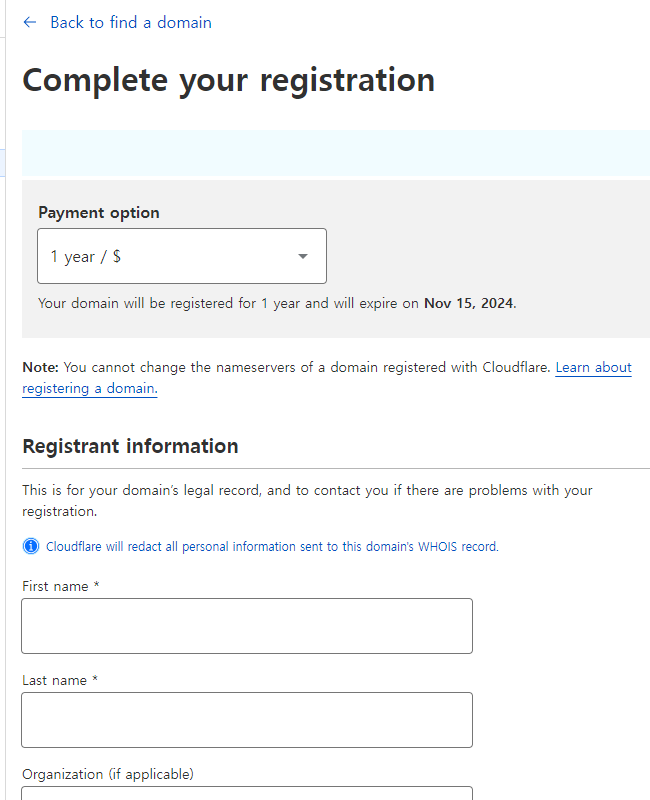 ← Back to find a domain
Complete your registration
Payment option
1 year / $
Your domain will be registered for 1 year and will expire on Nov 15, 2024.
Note: You cannot change the nameservers of a domain registered with Cloudflare. Learn about
registering a domain.
Registrant information
This is for your domain's legal record, and to contact you if there are problems with your
registration.
Cloudflare will redact all personal information sent to this domain's WHOIS record.
First name *
Last name *
Organization (if applicable)